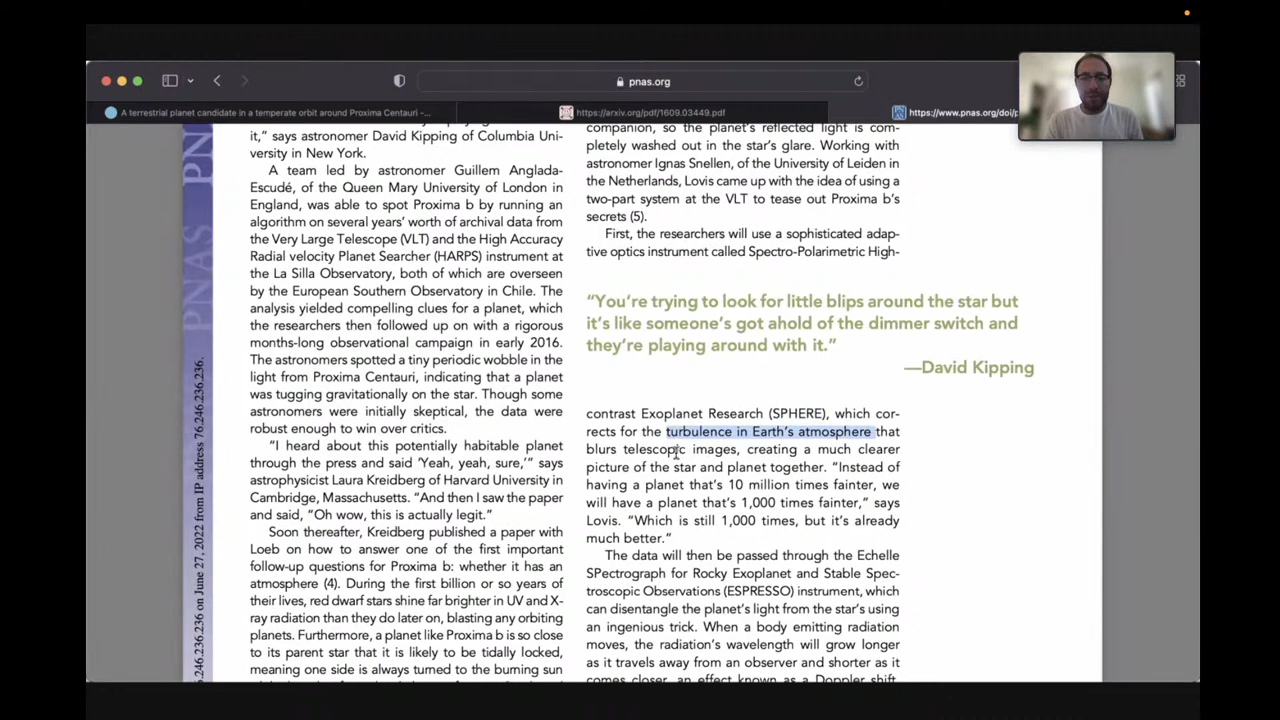 pnas.org
A terrestrial planet candidate in a temperate orbit around Proxima Centauri -...
https://arxiv.org/pdf/1609.03449.pdf
https://www.pnas.org/doi/p
it,” says astronomer David Kipping of Columbia Uni-
versity in New York.
A team led by astronomer Guillem Anglada-
Escudé, of the Queen Mary University of London in
England, was able to spot Proxima b by running an
algorithm on several years’ worth of archival data from
the Very Large Telescope (VLT) and the High Accuracy
Radial velocity Planet Searcher (HARPS) instrument at
the La Silla Observatory, both of which are overseen
by the European Southern Observatory in Chile. The
analysis yielded compelling clues for a planet, which
the researchers then followed up on with a rigorous
months-long observational campaign in early 2016.
The astronomers spotted a tiny periodic wobble in the
light from Proxima Centauri, indicating that a planet
was tugging gravitationally on the star. Though some
astronomers were initially skeptical, the data were
robust enough to win over critics.
“I heard about this potentially habitable planet
through the press and said ‘Yeah, yeah, sure,’” says
astrophysicist Laura Kreidberg of Harvard University in
Cambridge, Massachusetts. “And then I saw the paper
and said, “Oh wow, this is actually legit.”
Soon thereafter, Kreidberg published a paper with
Loeb on how to answer one of the first important
follow-up questions for Proxima b: whether it has an
atmosphere (4). During the first billion or so years of
their lives, red dwarf stars shine far brighter in UV and X-
ray radiation than they do later on, blasting any orbiting
planets. Furthermore, a planet like Proxima b is so close
to its parent star that it is likely to be tidally locked,
meaning one side is always turned to the burning sun
companion, so the planet’s reflected light is com-
pletely washed out in the star’s glare. Working with
astronomer Ignas Snellen, of the University of Leiden in
the Netherlands, Lovis came up with the idea of using a
two-part system at the VLT to tease out Proxima b’s
secrets (5).
First, the researchers will use a sophisticated adap-
tive optics instrument called Spectro-Polarimetric High-
“You’re trying to look for little blips around the star but
it’s like someone’s got ahold of the dimmer switch and
they’re playing around with it.”
—David Kipping
contrast Exoplanet Research (SPHERE), which cor-
rects for the turbulence in Earth’s atmosphere that
blurs telescopic images, creating a much clearer
picture of the star and planet together. “Instead of
having a planet that’s 10 million times fainter, we
will have a planet that’s 1,000 times fainter,” says
Lovis. “Which is still 1,000 times, but it’s already
much better.”
The data will then be passed through the Echelle
SPectrograph for Rocky Exoplanet and Stable Spec-
troscopic Observations (ESPRESSO) instrument, which
can disentangle the planet’s light from the star’s using
an ingenious trick. When a body emitting radiation
moves, the radiation’s wavelength will grow longer
as it travels away from an observer and shorter as it
comes closer, an effect known as a Doppler shift.
PNAS PN
.246.236.236 on June 27, 2022 from IP address 76.246.236.236.